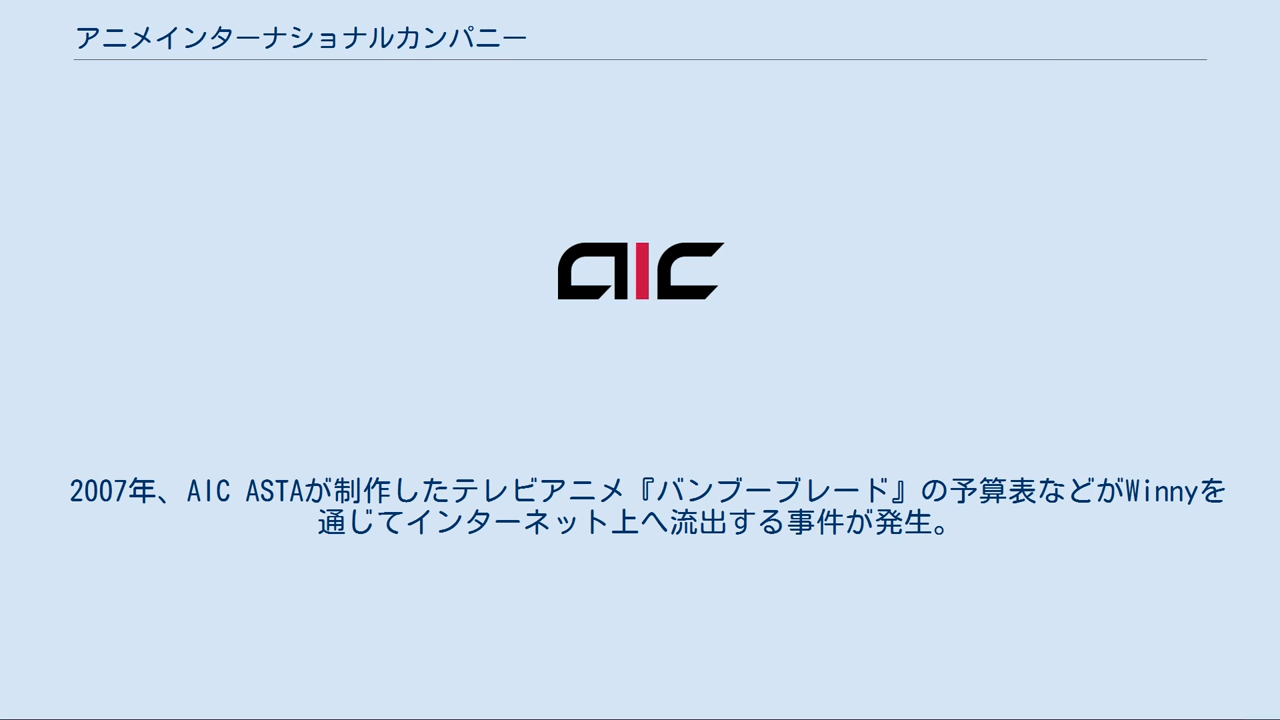 アニメインターナショナルカンパニー
aic
2007年、AIC ASTAが制作したテレビアニメ『バンブーブレード』の予算表などがWinnyを
通じてインターネット上へ流出する事件が発生。